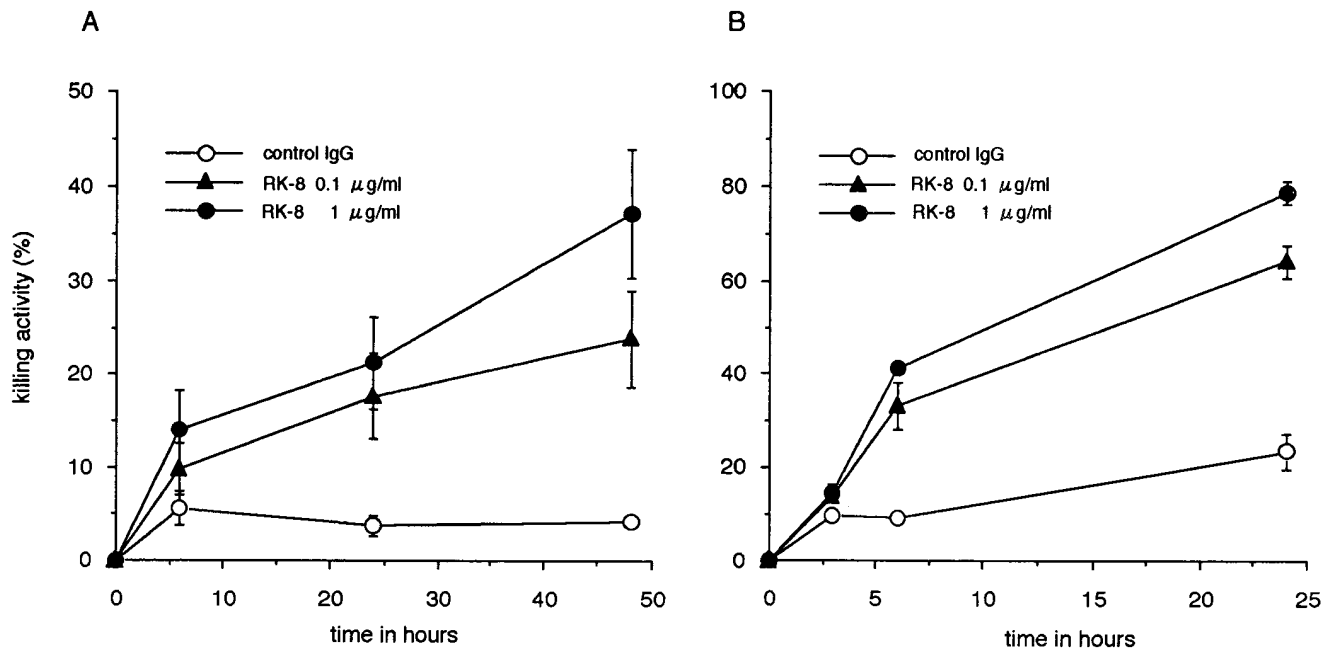 A
50
40
30
20
10
0
killing activity (%)
control IgG
RK-8 0.1 μg/ml
RK-8 1 μg/ml
0 10 20 30 40 50
time in hours
B
100
80
60
40
20
0
control IgG
RK-8 0.1 μg/ml
RK-8 1 μg/ml
0 5 10 15 20 25
time in hours